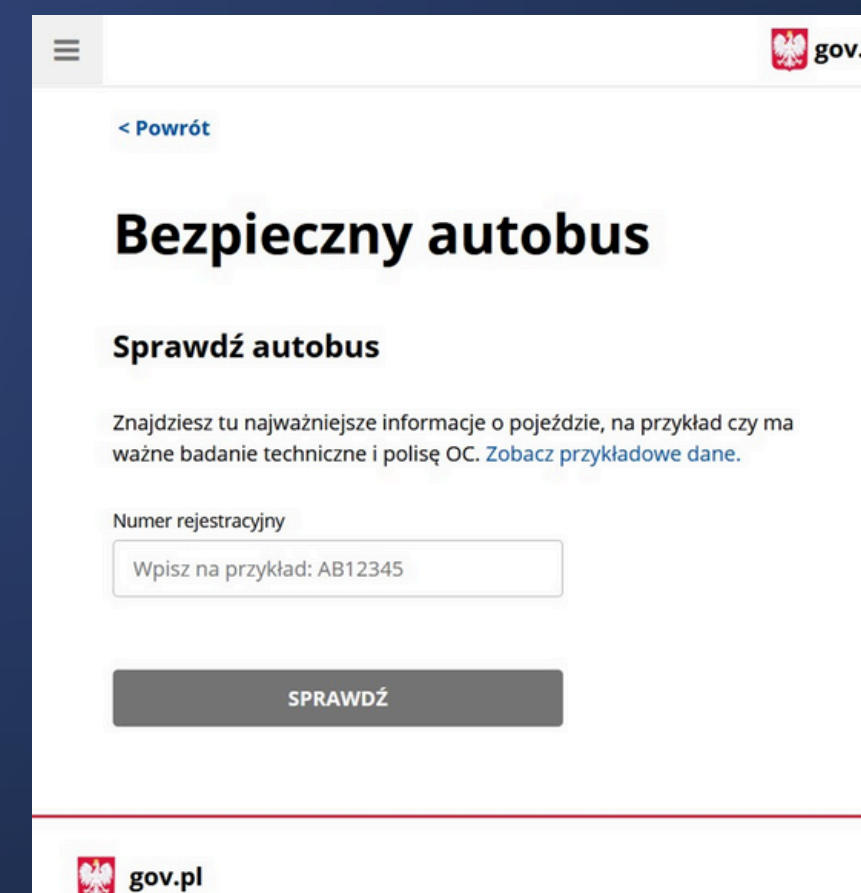 gov.
< Powrót
Bezpieczny autobus
Sprawdź autobus
Znajdziesz tu najważniejsze informacje o pojeździe, na przykład czy ma
ważne badanie techniczne i polisę OC. Zobacz przykładowe dane.
Numer rejestracyjny
Wpisz na przykład: AB12345
SPRAWDŹ
gov.pl